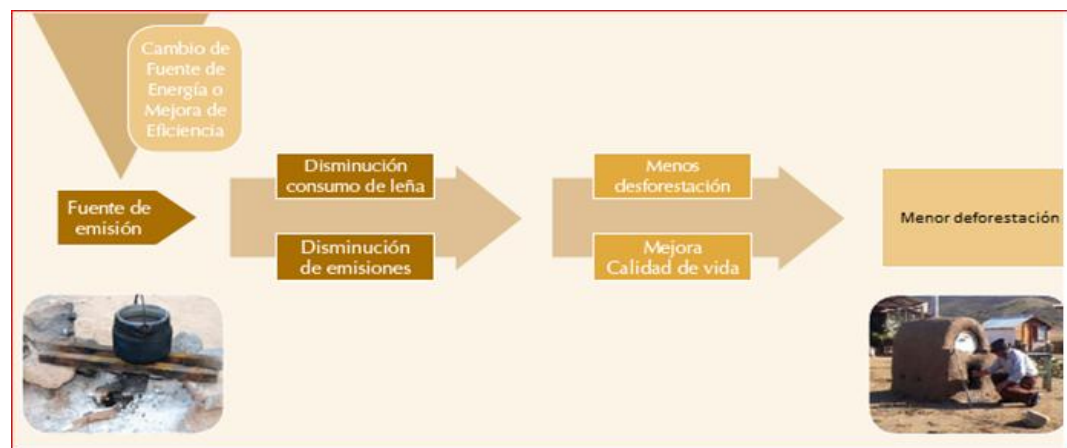 Cambio de
Fuente de
Energía o
Mejora de
Eficiencia
Fuente de
emisión
Disminución
consumo de leña
Disminución
de emisiones
Menos
desforestación
Mejora
Calidad de vida
Menor deforestación